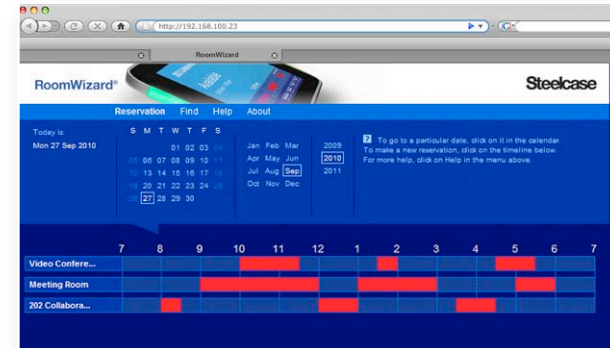 http://192.168.100.23
RoomWizard
RoomWizard®
Steelcase
Reservation Find Help About
Today is:
Mon 27 Sep 2010
S M T W T F S
01 02 03 04
05 06 07 08 09 10 11
12 13 14 15 16 17 18
19 20 21 22 23 24 25
26 27 28 29 30
Jan Feb Mar
Apr May Jun
Jul Aug Sep
Oct Nov Dec
2009
2010
2011
? To go to a particular date, click on it in the calendar.
To make a new reservation, click on the timeline below.
For more help, click on Help in the menu above.
7 8 9 10 11 12 1 2 3 4 5 6 7
Video Confere...
Meeting Room
202 Collabora...